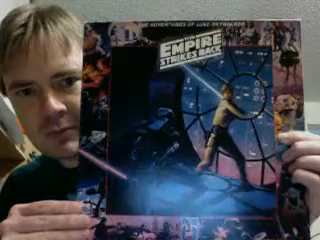 THE ADVENTURES OF LUKE SKYWALKER
THE
EMPIRE
STRIKES BACK